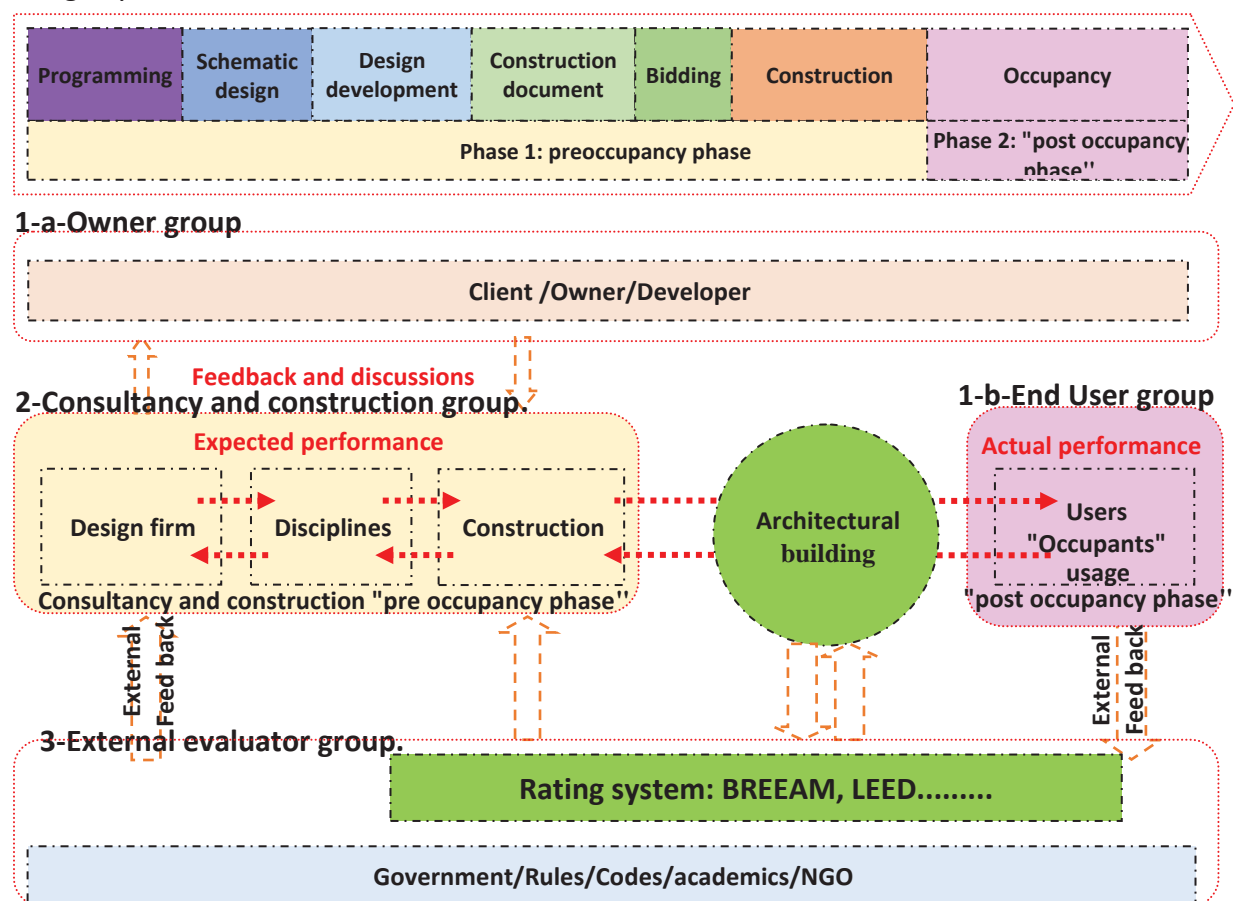 Programming
Schematic
design
Design
development
Construction
document
Bidding
Construction
Occupancy
Phase 1: preoccupancy phase
Phase 2: "post occupancy
phase''
1-a-Owner group
Client /Owner/Developer
Feedback and discussions
2-Consultancy and construction group.
1-b-End User group
Expected performance
Actual performance
Design firm
Disciplines
Construction
Architectural
building
Users
"Occupants"
usage
Consultancy and construction "pre occupancy phase''
"post occupancy phase''
External
Feed back
External
Feed back
3-External evaluator group.
Rating system: BREEAM, LEED.........
Government/Rules/Codes/academics/NGO